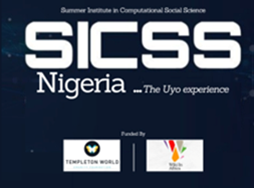 Summer Institute in Computational Social Science
SICSS
Nigeria ...The Uyo experience
Funded By
TEMPLETON WORLD